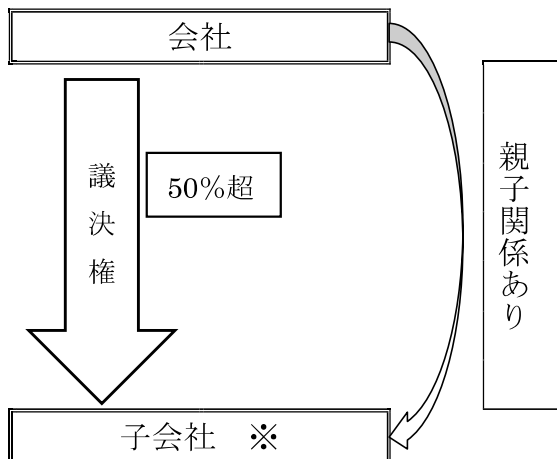 会社
議決権
50%超
親子関係あり
子会社 ※